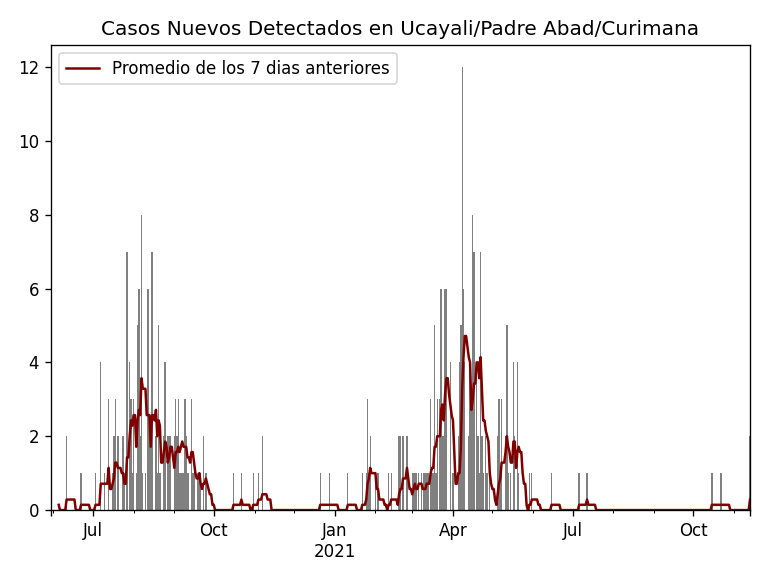 Casos Nuevos Detectados en Ucayali/Padre Abad/Curimana
Promedio de los 7 dias anteriores
12
10
8
6
4
2
0
Jul Oct Jan Apr Jul Oct
2021